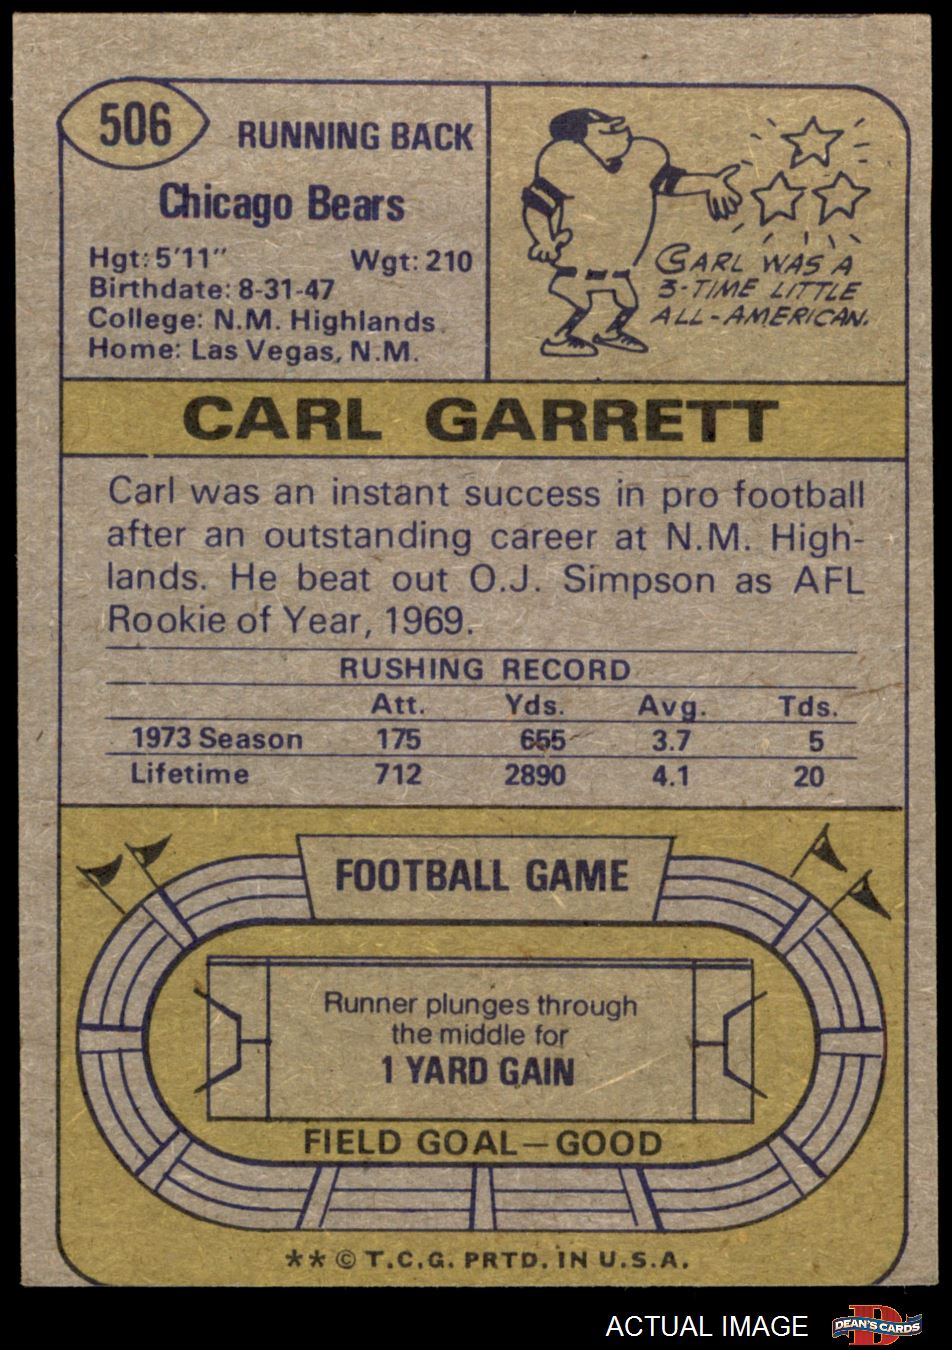 506
RUNNING BACK
Chicago Bears
Hgt: 5'11" Wgt: 210
Birthdate: 8-31-47
College: N.M. Highlands
Home: Las Vegas, N.M.
CARL WAS A
3-TIME LITTLE
ALL-AMERICAN.
CARL GARRETT
Carl was an instant success in pro football
after an outstanding career at N.M. High-
lands. He beat out O.J. Simpson as AFL
Rookie of Year, 1969.
RUSHING RECORD
Att. Yds. Avg. Tds.
1973 Season 175 655 3.7 5
Lifetime 712 2890 4.1 20
FOOTBALL GAME
Runner plunges through
the middle for
1 YARD GAIN
FIELD GOAL—GOOD
** © T.C.G. PRTD. IN U.S.A.
ACTUAL IMAGE
DEAN'S CARDS